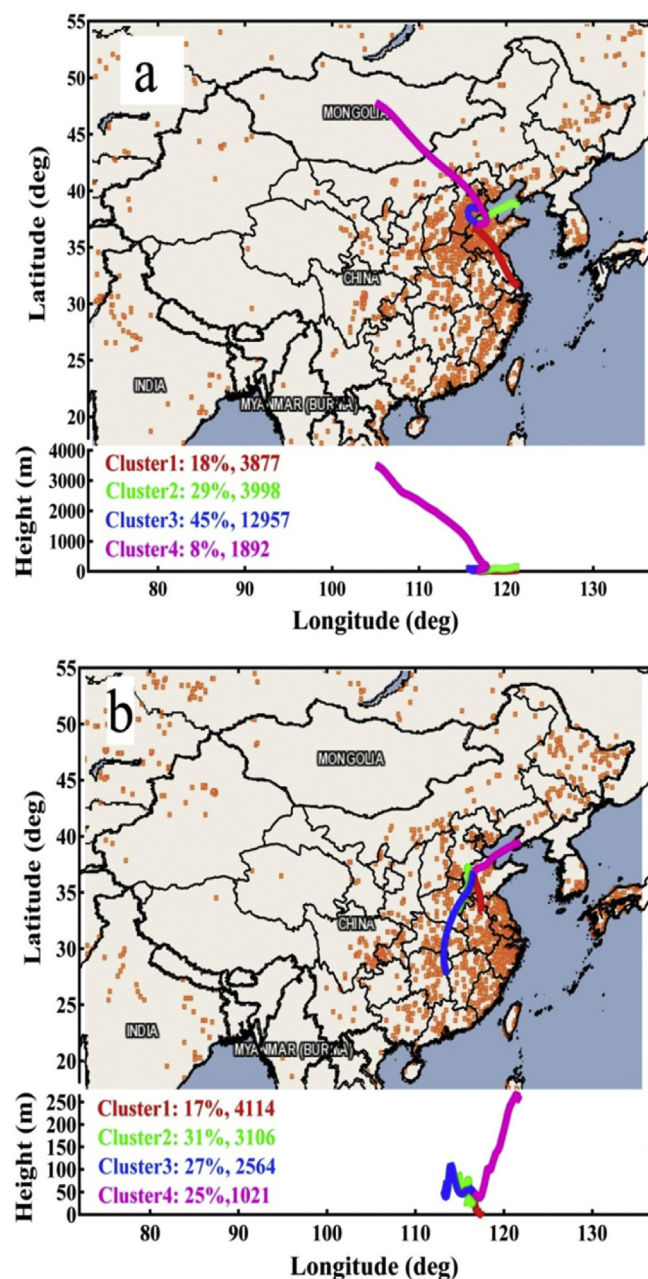 a
55
50
45
40
35
30
25
20
Latitude (deg)
MONGOLIA
CHINA
INDIA
MYANMAR (BURMA)
4000
3000
2000
1000
0
Height (m)
Cluster1: 18%, 3877
Cluster2: 29%, 3998
Cluster3: 45%, 12957
Cluster4: 8%, 1892
80 90 100 110 120 130
Longitude (deg)
b
55
50
45
40
35
30
25
20
Latitude (deg)
MONGOLIA
CHINA
INDIA
MYANMAR (BURMA)
250
200
150
100
50
0
Height (m)
Cluster1: 17%, 4114
Cluster2: 31%, 3106
Cluster3: 27%, 2564
Cluster4: 25%,1021
80 90 100 110 120 130
Longitude (deg)